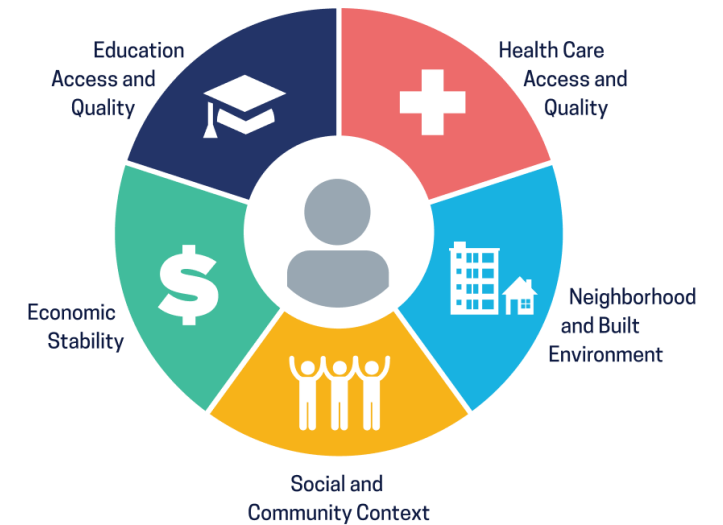 Education
Access and
Quality
Health Care
Access and
Quality
Economic
Stability
Neighborhood
and Built
Environment
Social and
Community Context